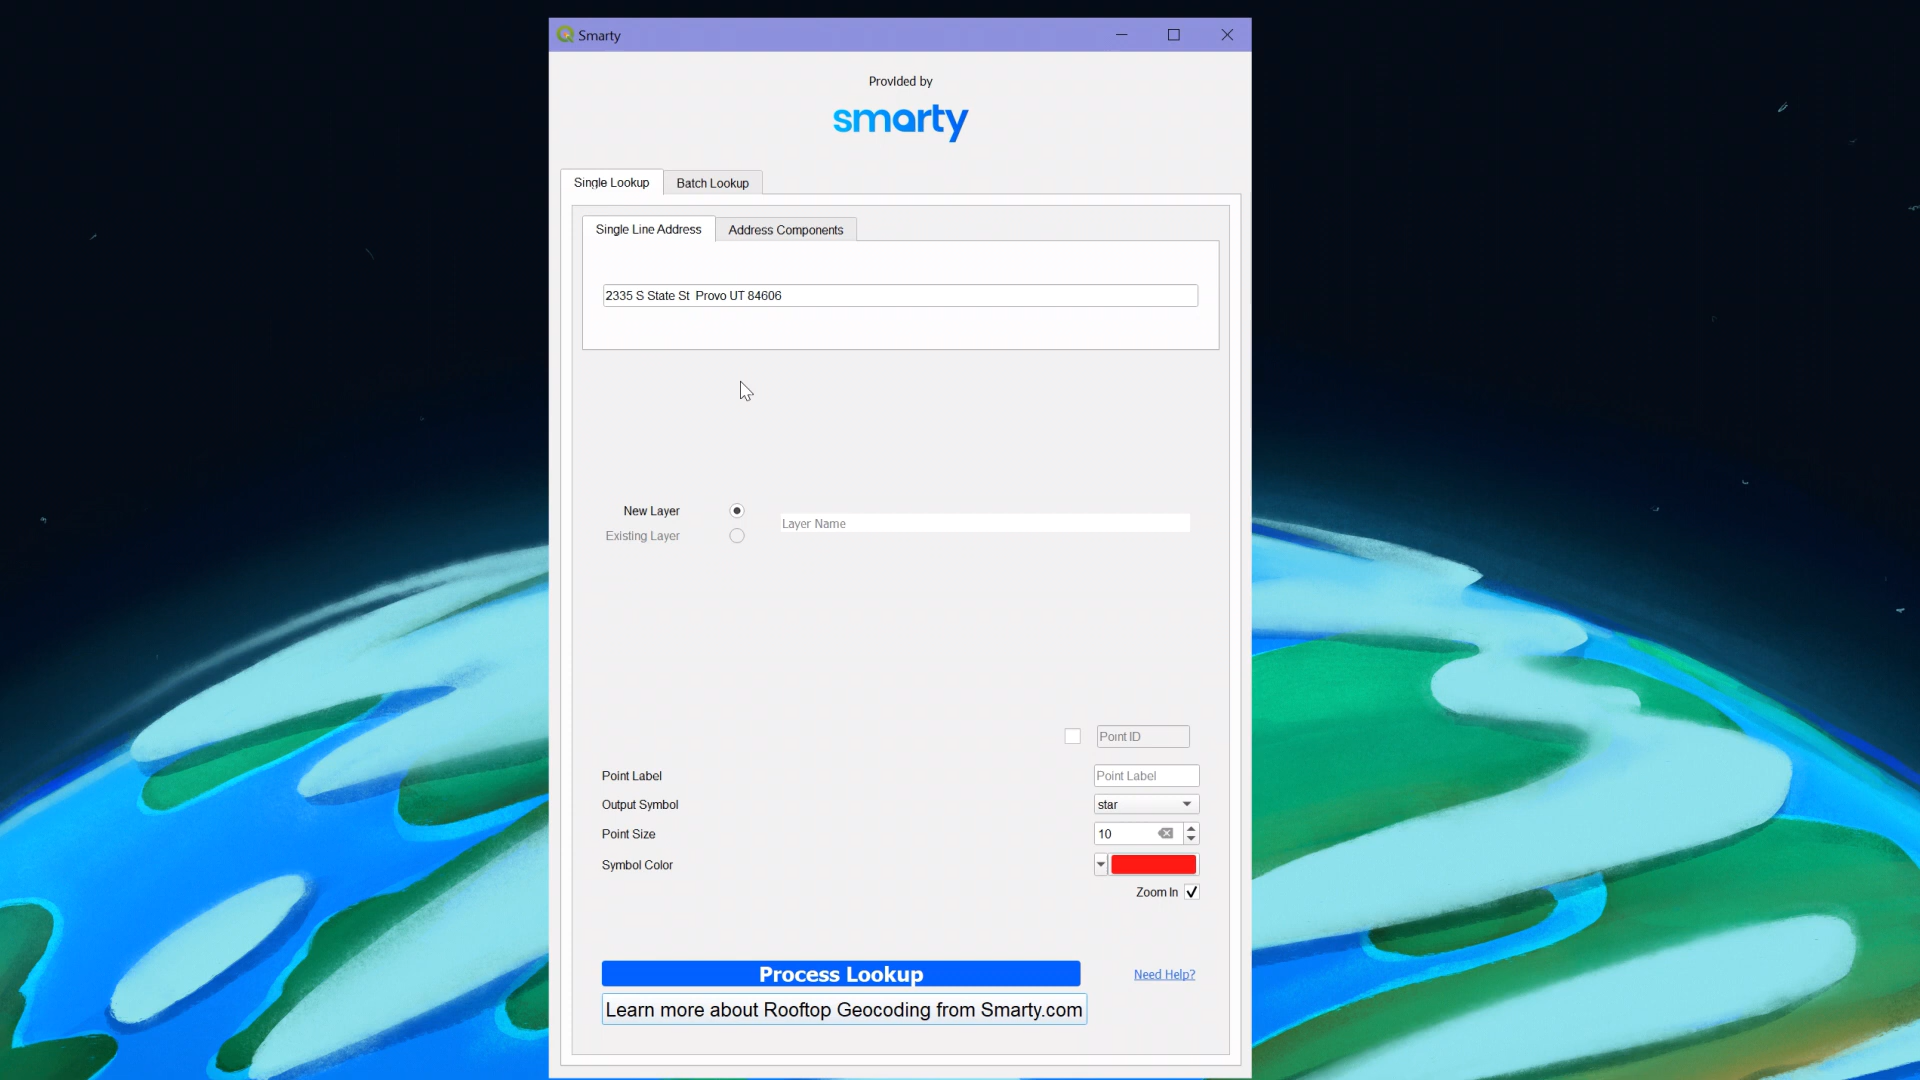 Smarty
Provided by
smarty
Single Lookup
Batch Lookup
Single Line Address
Address Components
2335 S State St  Provo UT 84606
New Layer
Existing Layer
Layer Name
Point ID
Point Label
Point Label
Output Symbol
star
Point Size
10
Symbol Color
Zoom In
Process Lookup
Need Help?
Learn more about Rooftop Geocoding from Smarty.com